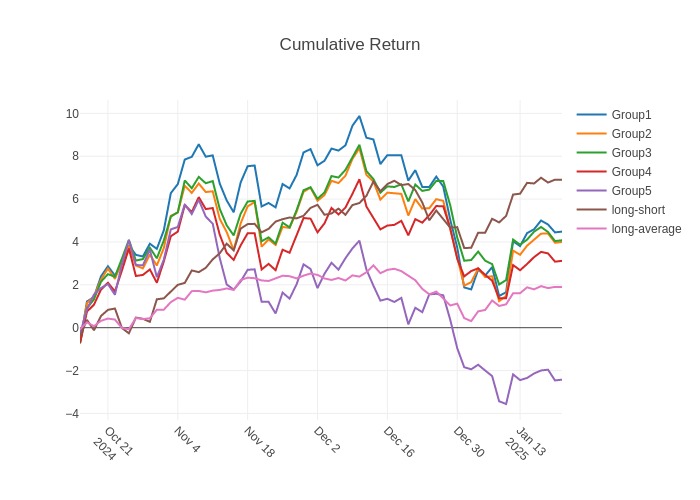 Cumulative Return
10
8
6
4
2
0
−2
−4
Oct 21
2024
Nov 4
Nov 18
Dec 2
Dec 16
Dec 30
Jan 13
2025
Group1
Group2
Group3
Group4
Group5
long-short
long-average